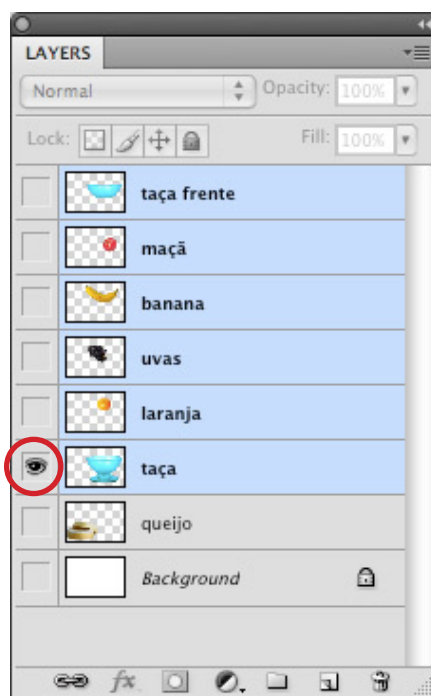 LAYERS
Normal Opacity: 100%
Lock: Fill: 100%
taça frente
maçã
banana
uvas
laranja
taça
queijo
Background
fx